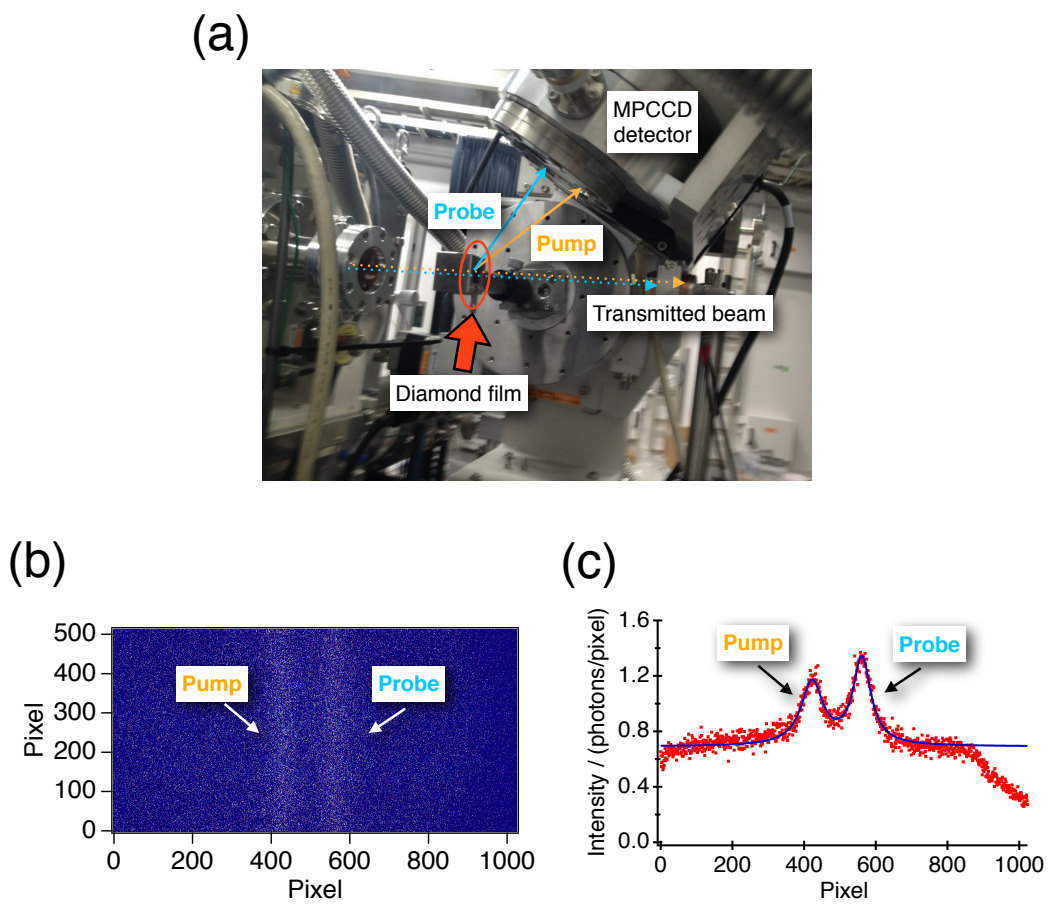 (a)
MPCCD
detector
Probe
Pump
Transmitted beam
Diamond film
(b)
500
400
300
200
100
0
Pixel
Pump
Probe
0 200 400 600 800 1000
Pixel
(c)
1.6
1.2
0.8
0.4
0.0
Intensity / (photons/pixel)
Pump
Probe
0 200 400 600 800 1000
Pixel